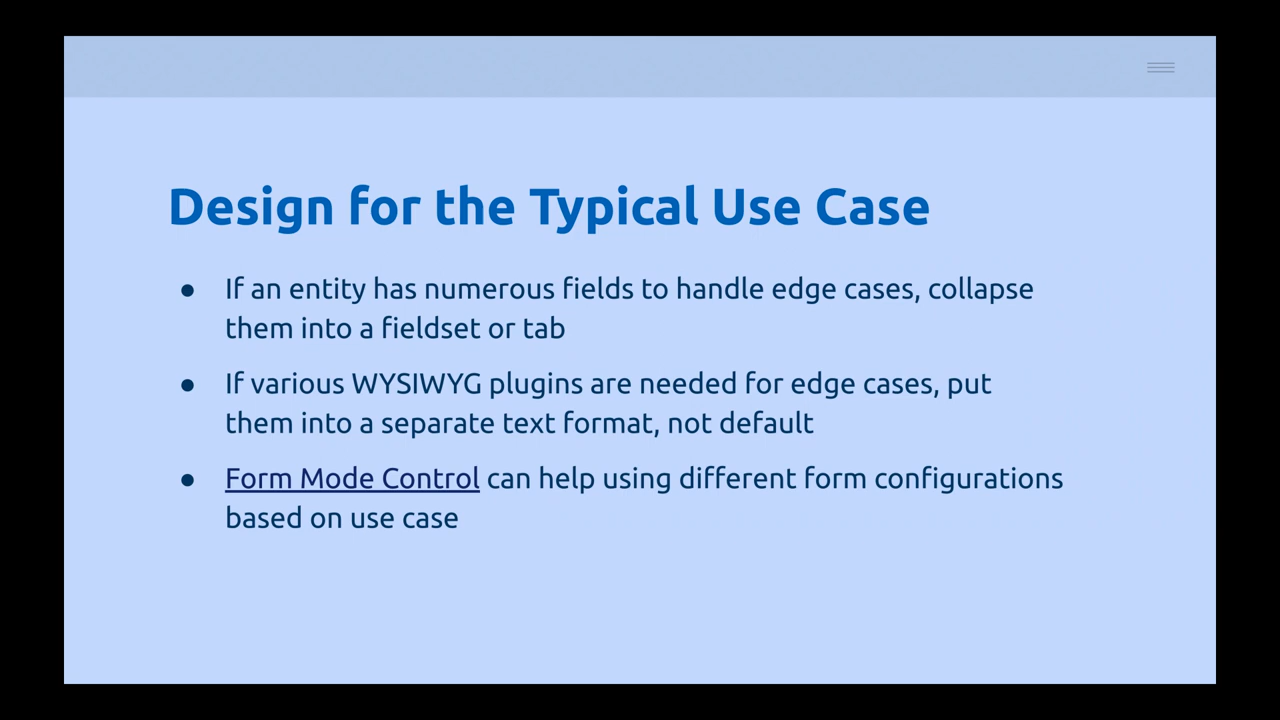 Design for the Typical Use Case
● If an entity has numerous fields to handle edge cases, collapse
them into a fieldset or tab
● If various WYSIWYG plugins are needed for edge cases, put
them into a separate text format, not default
● Form Mode Control can help using different form configurations
based on use case